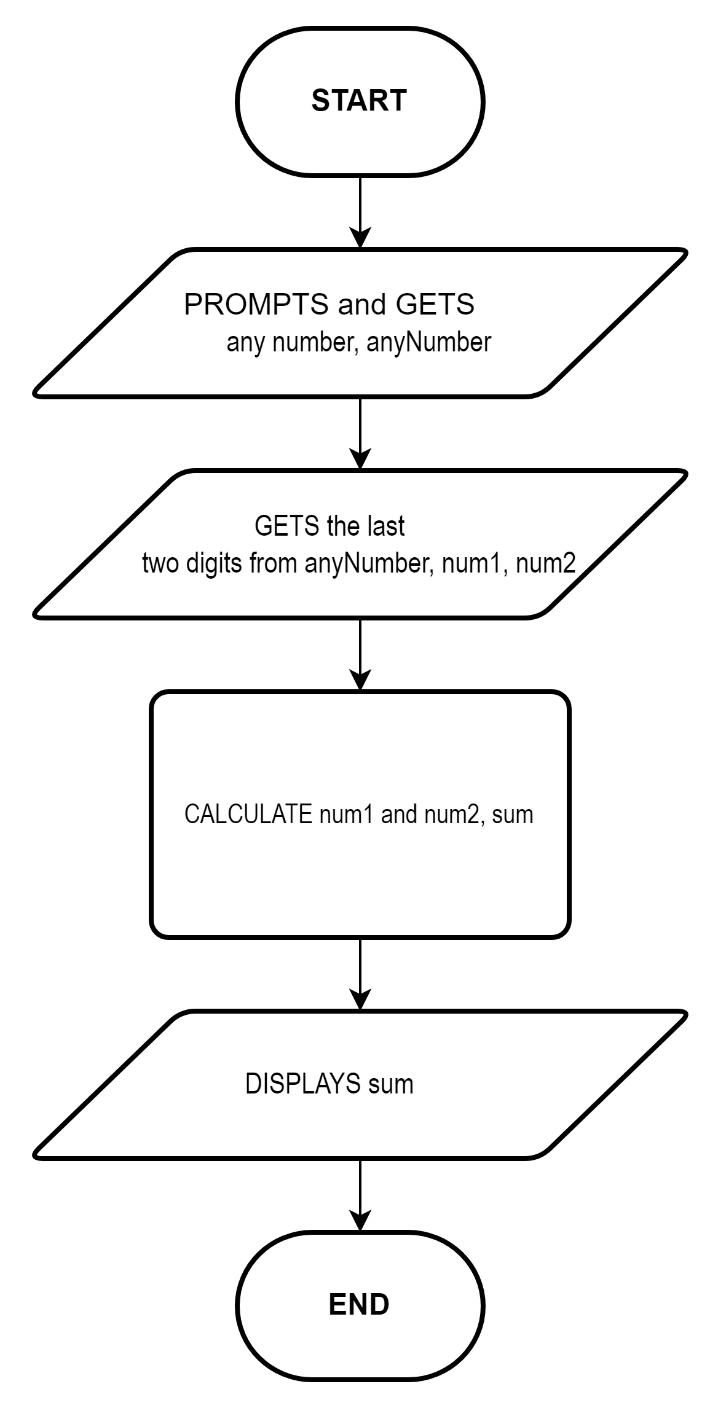 START
PROMPTS and GETS
any number, anyNumber
GETS the last
two digits from anyNumber, num1, num2
CALCULATE num1 and num2, sum
DISPLAYS sum
END